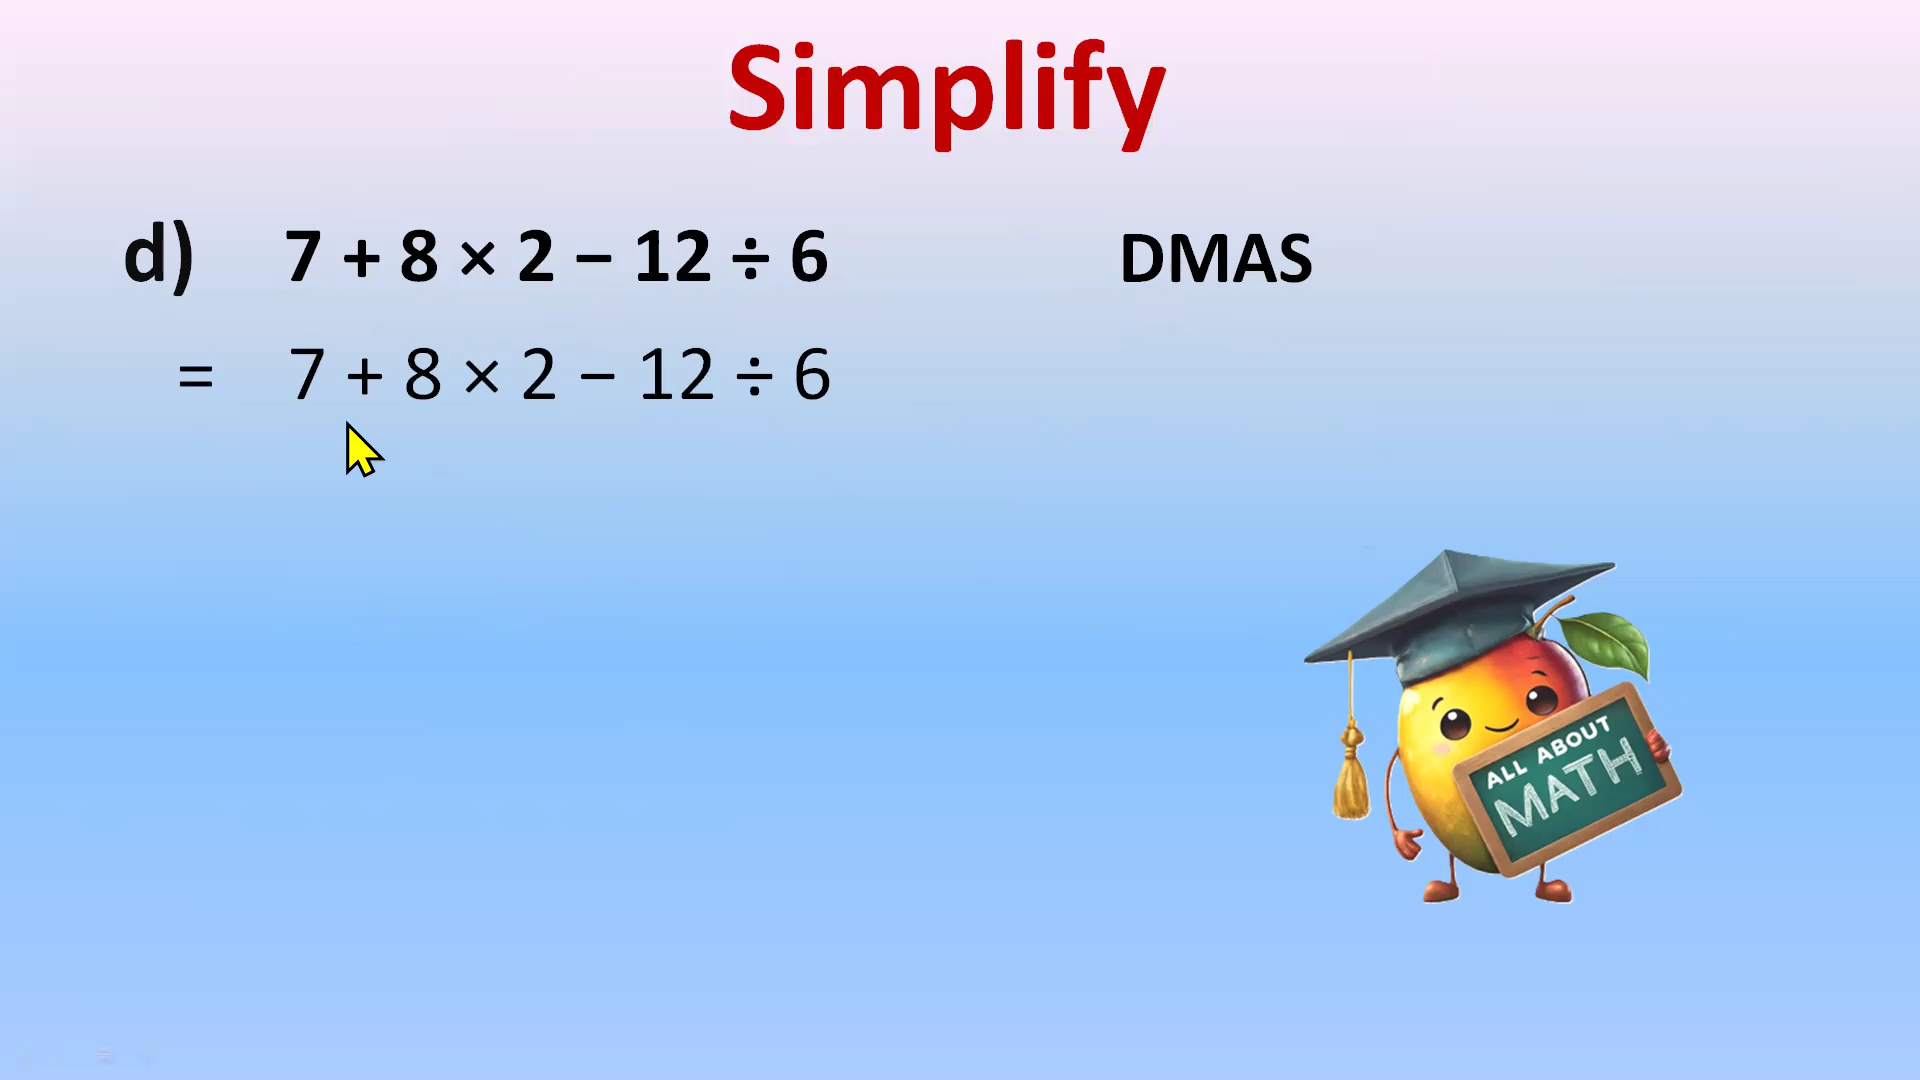 Simplify
d) 7 + 8 × 2 − 12 ÷ 6 DMAS
= 7 + 8 × 2 − 12 ÷ 6
ALL ABOUT
MATH